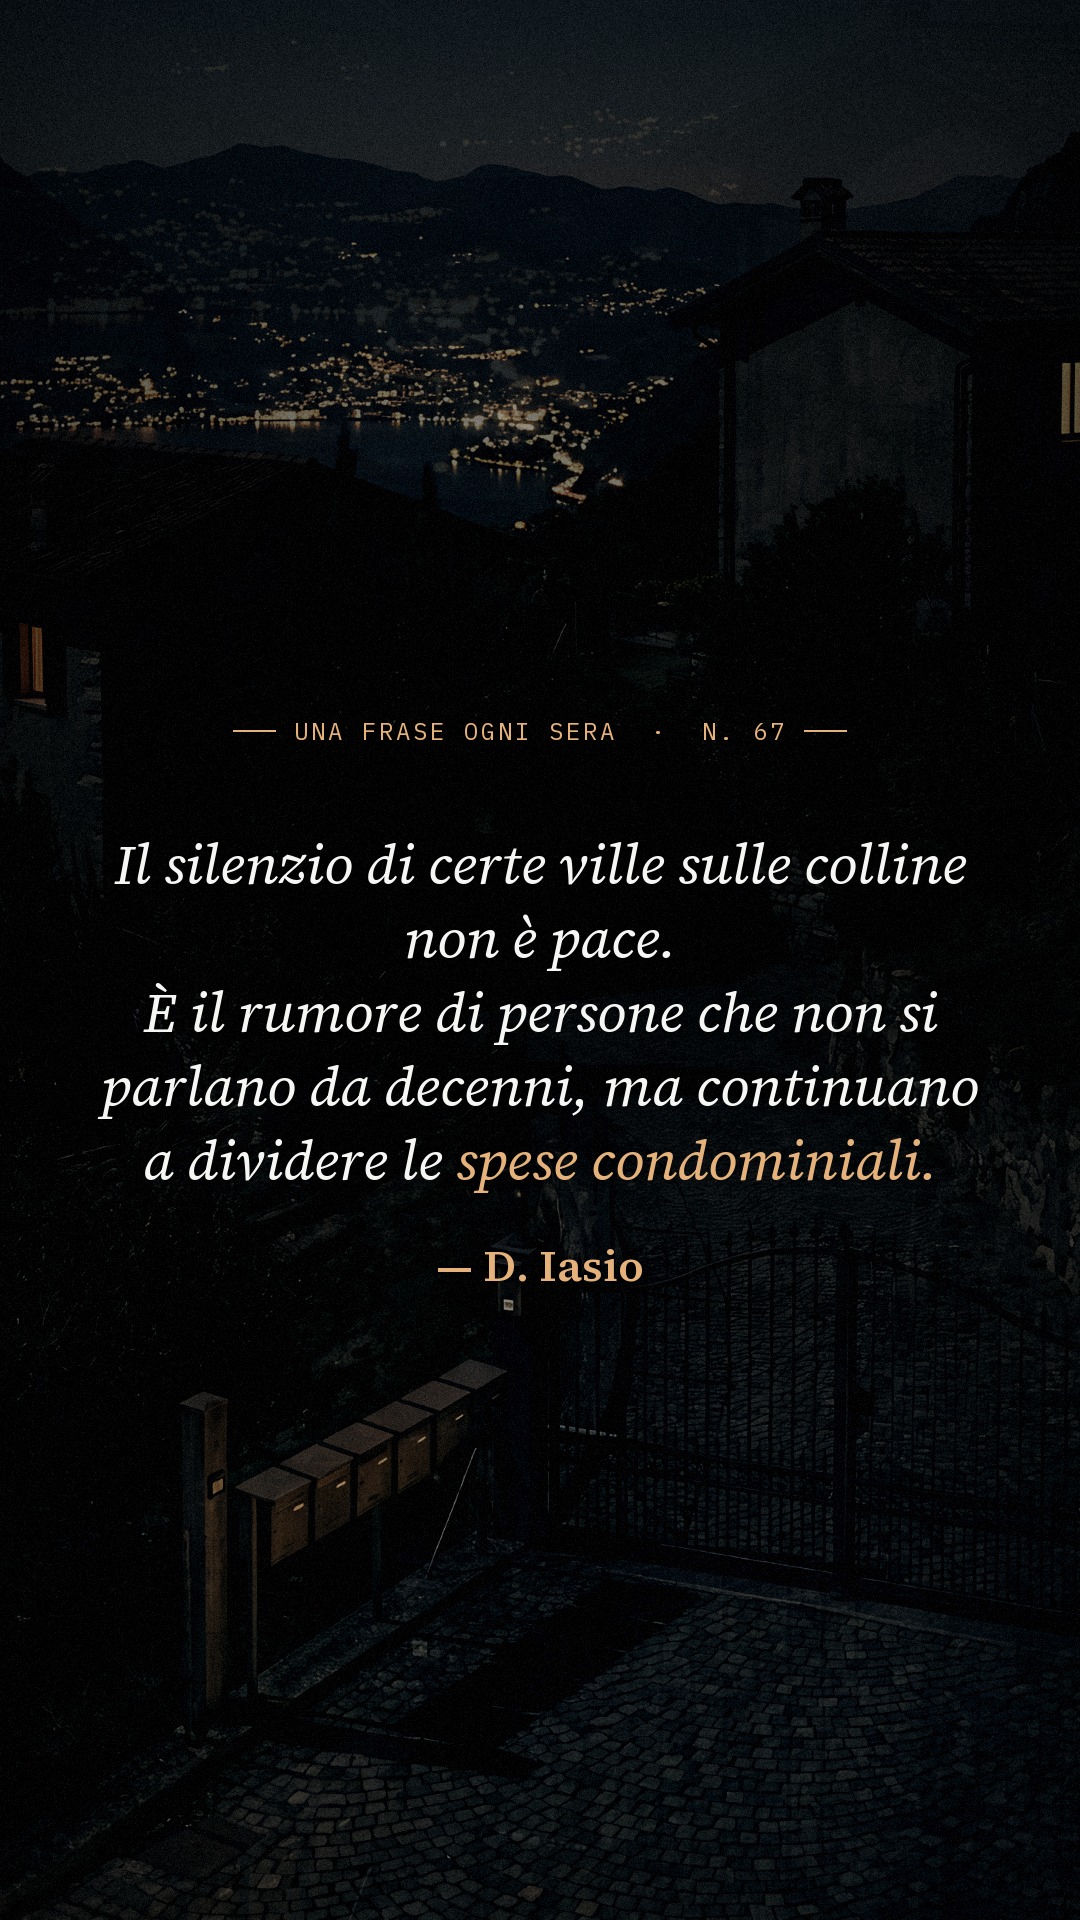 UNA FRASE OGNI SERA · N. 67
Il silenzio di certe ville sulle colline
non è pace.
È il rumore di persone che non si
parlano da decenni, ma continuano
a dividere le spese condominiali.
— D. Iasio